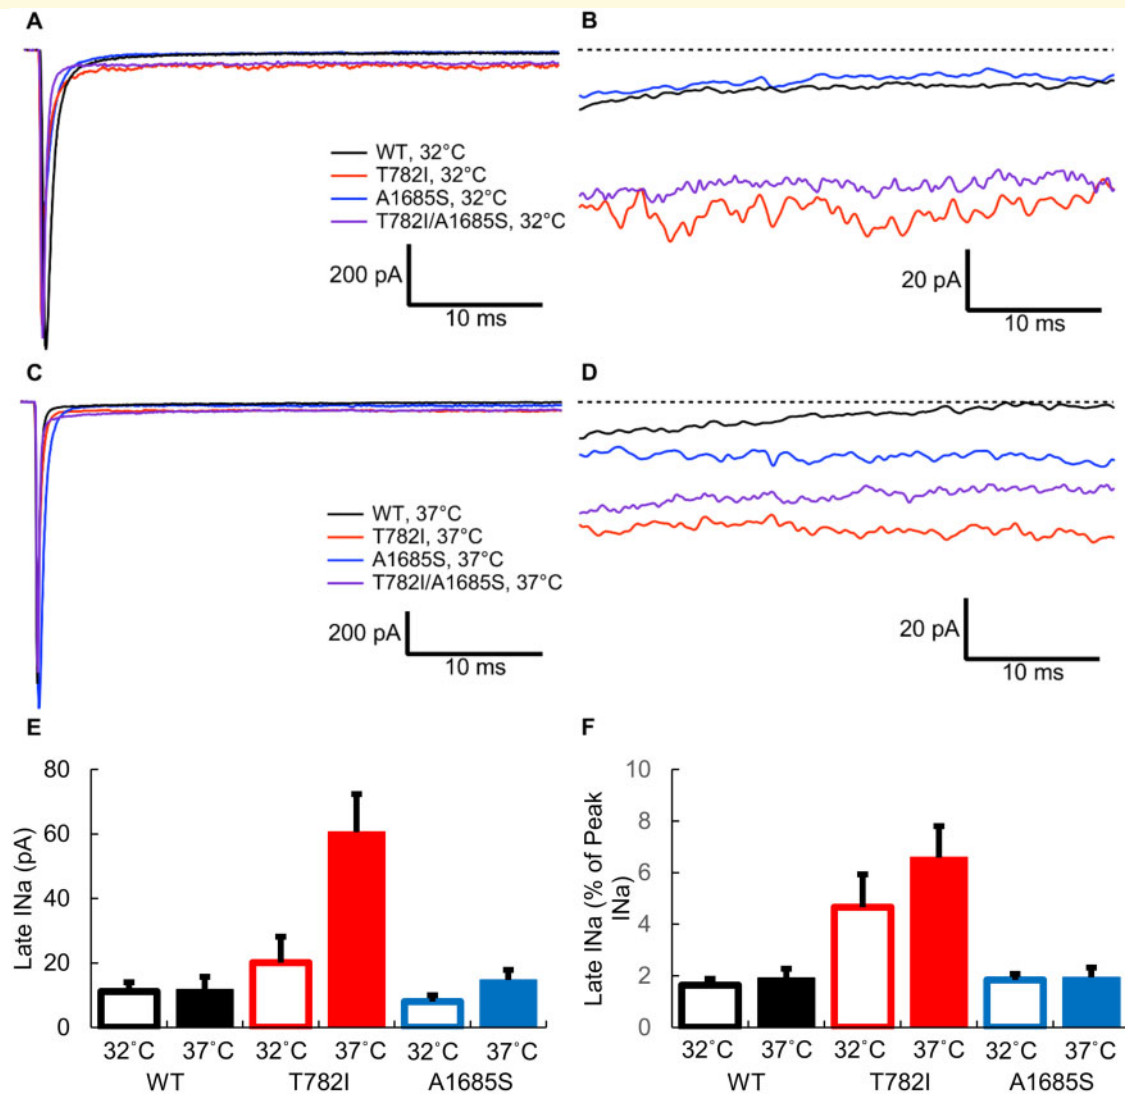 A
B
WT, 32°C
T782I, 32°C
A1685S, 32°C
T782I/A1685S, 32°C
200 pA
10 ms
20 pA
10 ms
C
D
WT, 37°C
T782I, 37°C
A1685S, 37°C
T782I/A1685S, 37°C
200 pA
10 ms
20 pA
10 ms
E
Late INa (pA)
80
60
40
20
0
32°C 37°C 32°C 37°C 32°C 37°C
WT T782I A1685S
F
Late INa (% of Peak
INa)
10
8
6
4
2
0
32°C 37°C 32°C 37°C 32°C 37°C
WT T782I A1685S